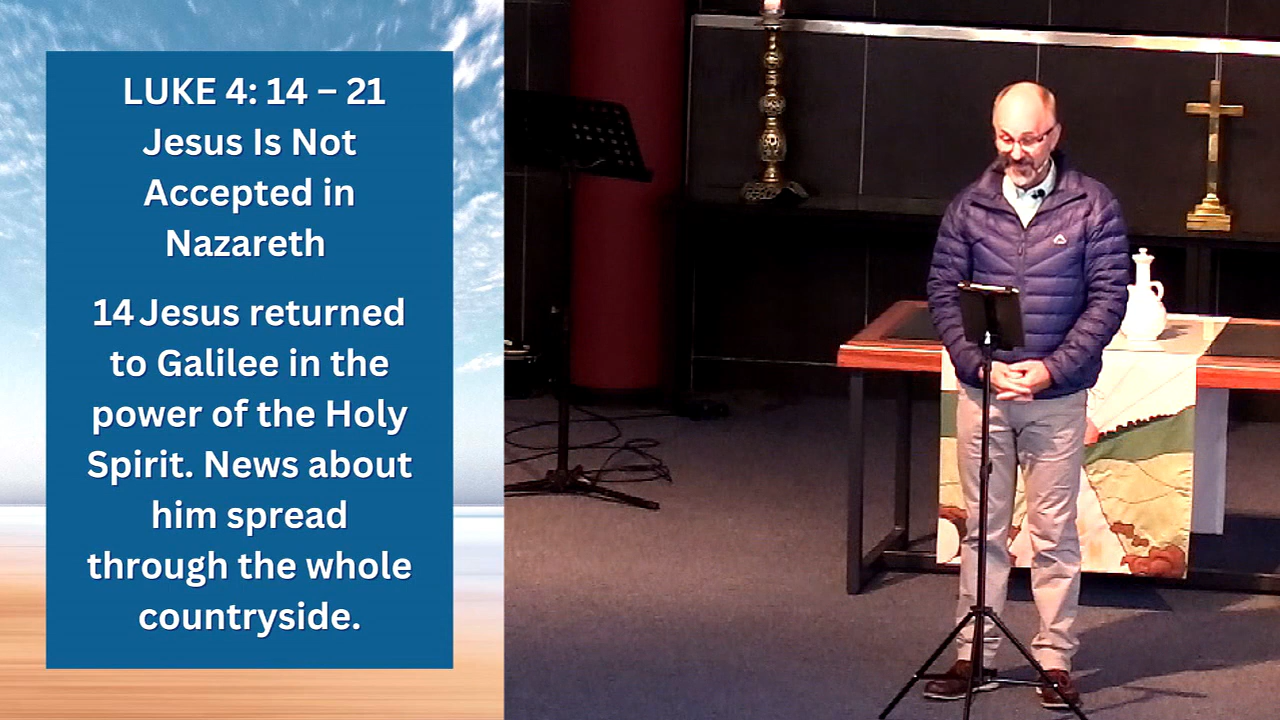 LUKE 4: 14 – 21
Jesus Is Not
Accepted in
Nazareth
14 Jesus returned
to Galilee in the
power of the Holy
Spirit. News about
him spread
through the whole
countryside.